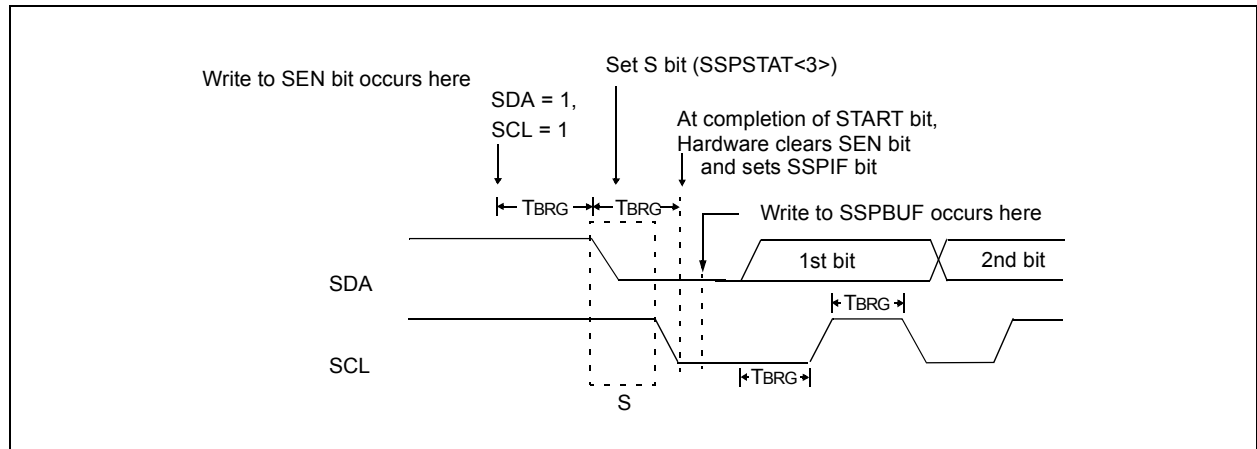 Write to SEN bit occurs here
Set S bit (SSPSTAT<3>)
SDA = 1,
SCL = 1
At completion of START bit,
Hardware clears SEN bit
and sets SSPIF bit
TBRG
TBRG
Write to SSPBUF occurs here
SDA
1st bit
2nd bit
TBRG
SCL
TBRG
S